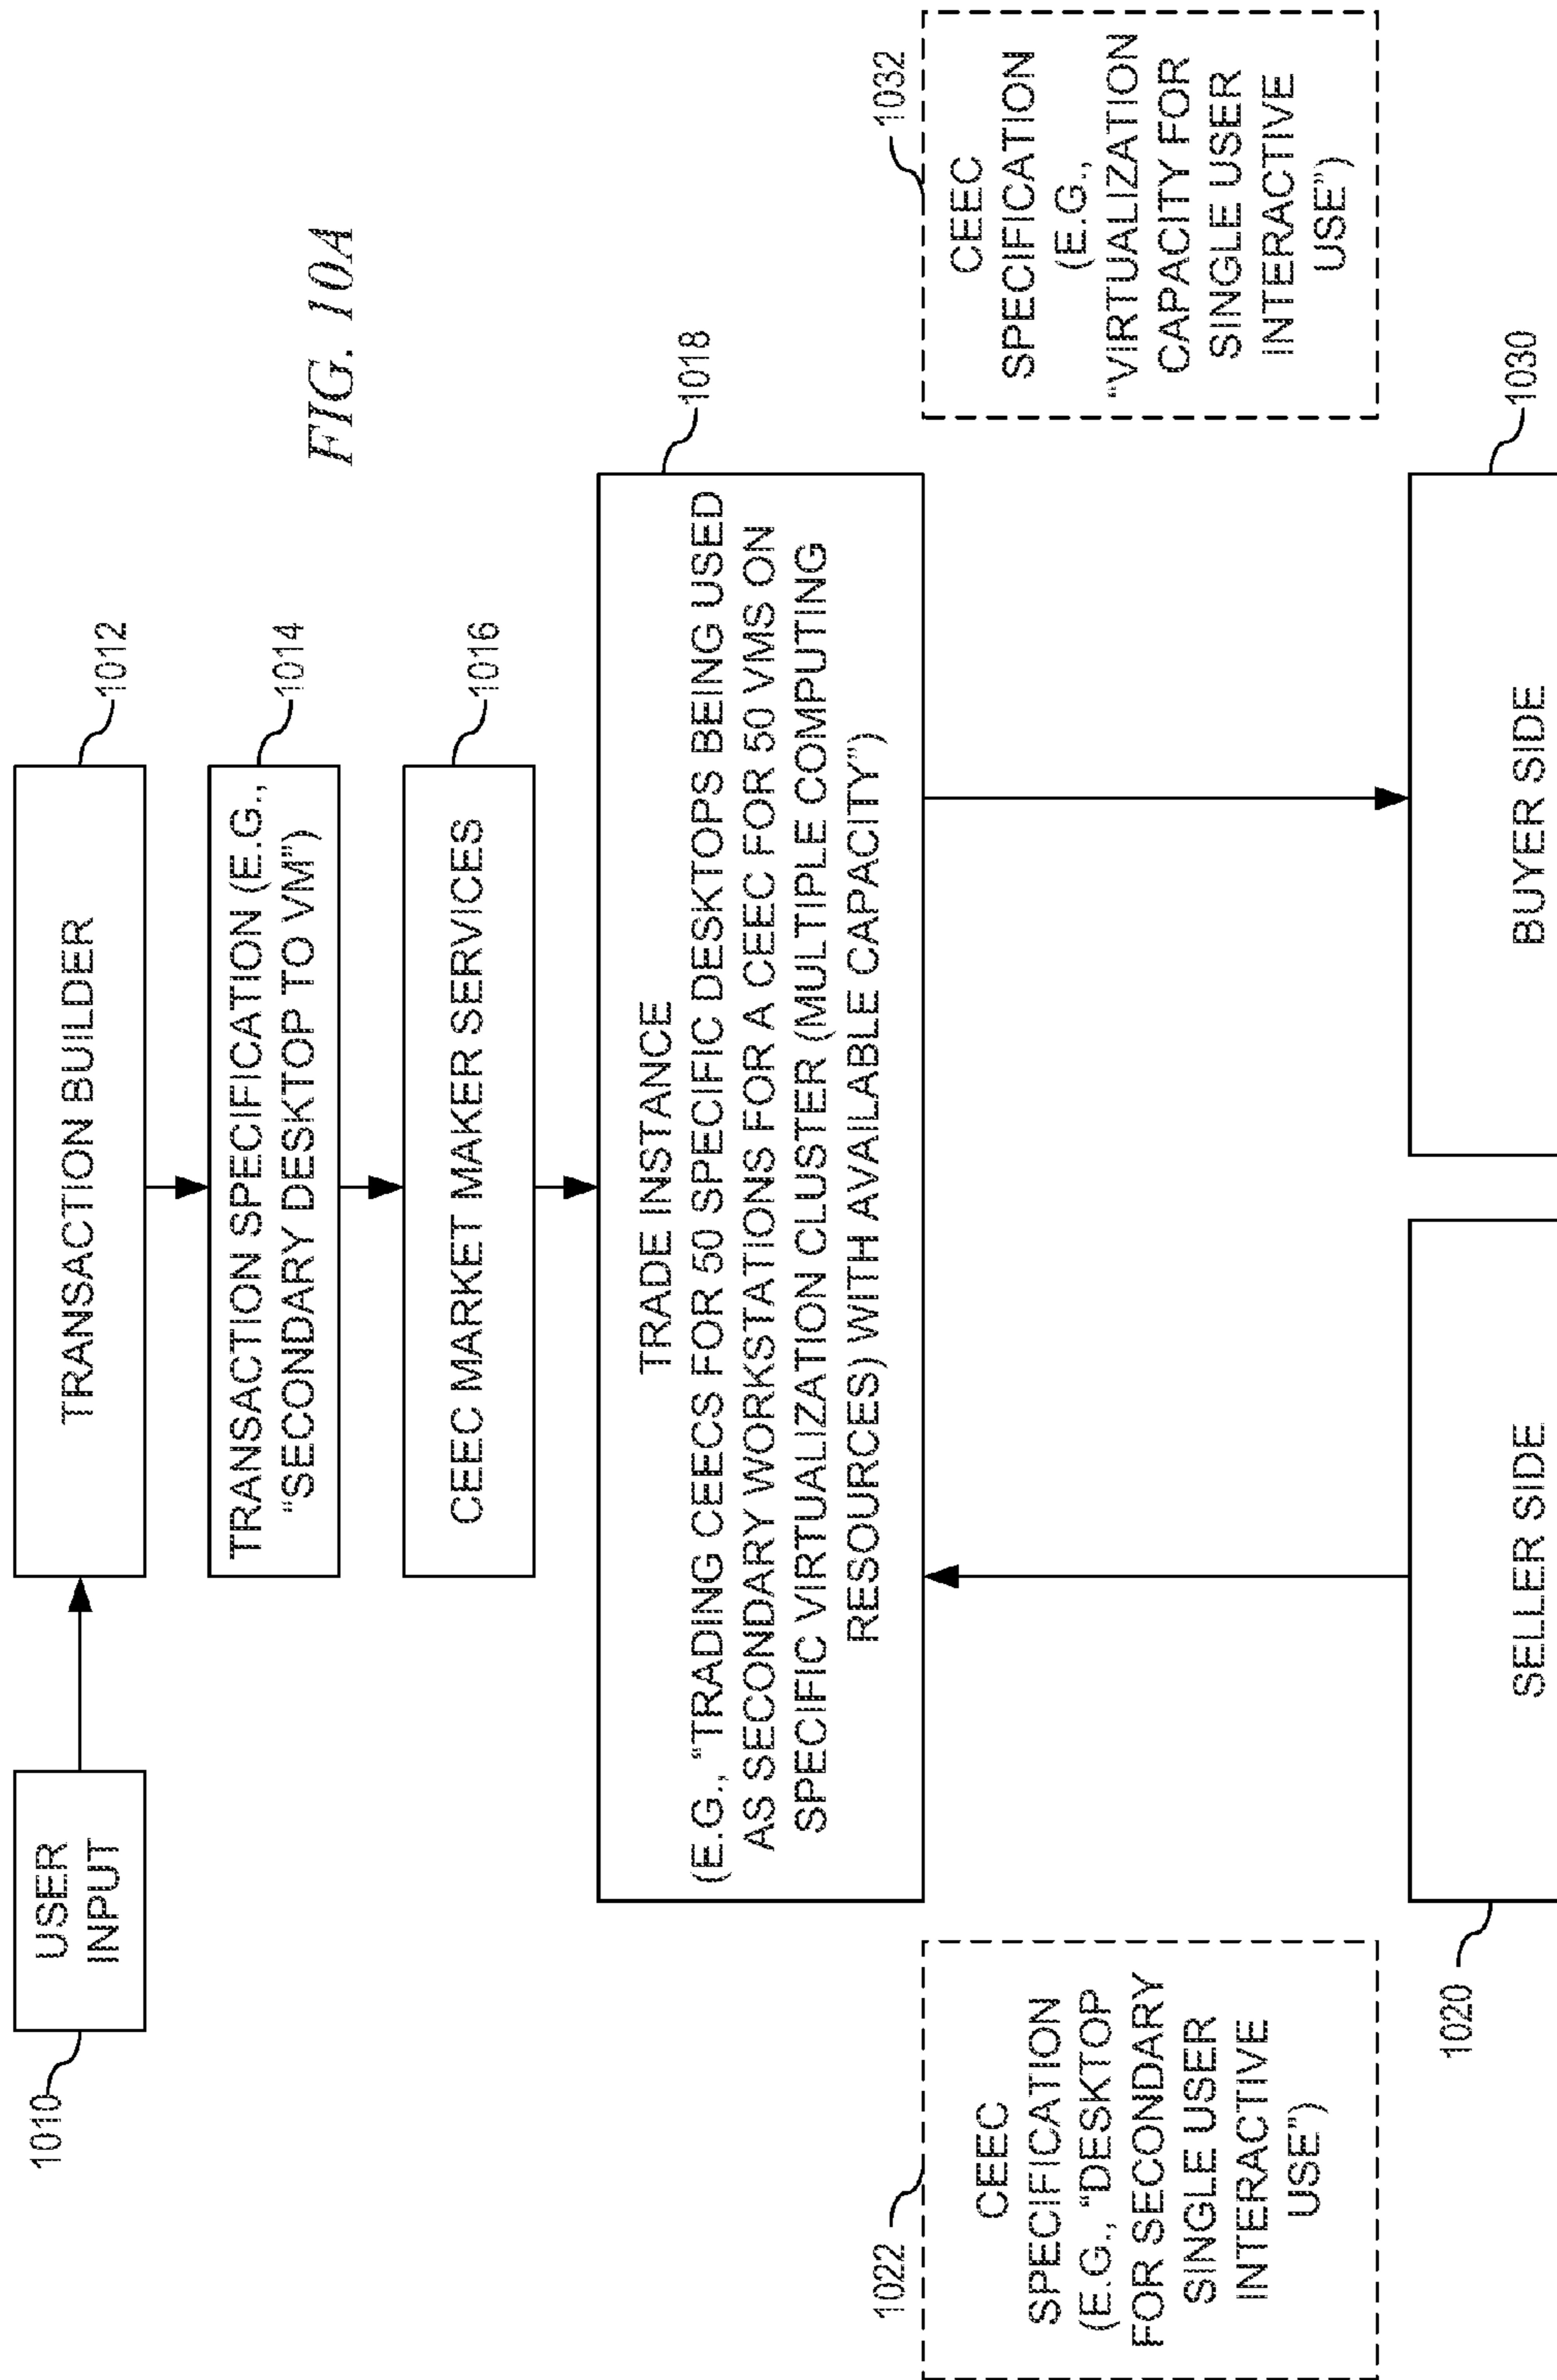 FIG. 10A
1010
USER
INPUT
1012
TRANSACTION BUILDER
1014
TRANSACTION SPECIFICATION (E.G.,
“SECONDARY DESKTOP TO VM”)
1016
CEEC MARKET MAKER SERVICES
1018
TRADE INSTANCE
(E.G., “TRADING CEECS FOR 50 SPECIFIC DESKTOPS BEING USED
AS SECONDARY WORKSTATIONS FOR A CEEC FOR 50 VMS ON
SPECIFIC VIRTUALIZATION CLUSTER (MULTIPLE COMPUTING
RESOURCES) WITH AVAILABLE CAPACITY”)
1022
CEEC
SPECIFICATION
(E.G., “DESKTOP
FOR SECONDARY
SINGLE USER
INTERACTIVE
USE”)
1032
CEEC
SPECIFICATION
(E.G.,
“VIRTUALIZATION
CAPACITY FOR
SINGLE USER
INTERACTIVE
USE”)
1020
SELLER SIDE
1030
BUYER SIDE